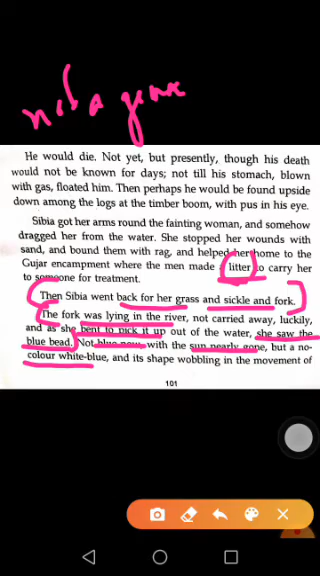 not a gone
He would die. Not yet, but presently, though his death
would not be known for days; not till his stomach, blown
with gas, floated him. Then perhaps he would be found upside
down among the logs at the timber boom, with pus in his eye.
Sibia got her arms round the fainting woman, and somehow
dragged her from the water. She stopped her wounds with
sand, and bound them with rag, and helped her home to the
Gujar encampment where the men made a litter to carry her
to someone for treatment.
Then Sibia went back for her grass and sickle and fork.
The fork was lying in the river, not carried away, luckily,
and as she bent to pick it up out of the water, she saw the
blue bead. Not blue now with the sun nearly gone, but a no-
colour white-blue, and its shape wobbling in the movement of
101